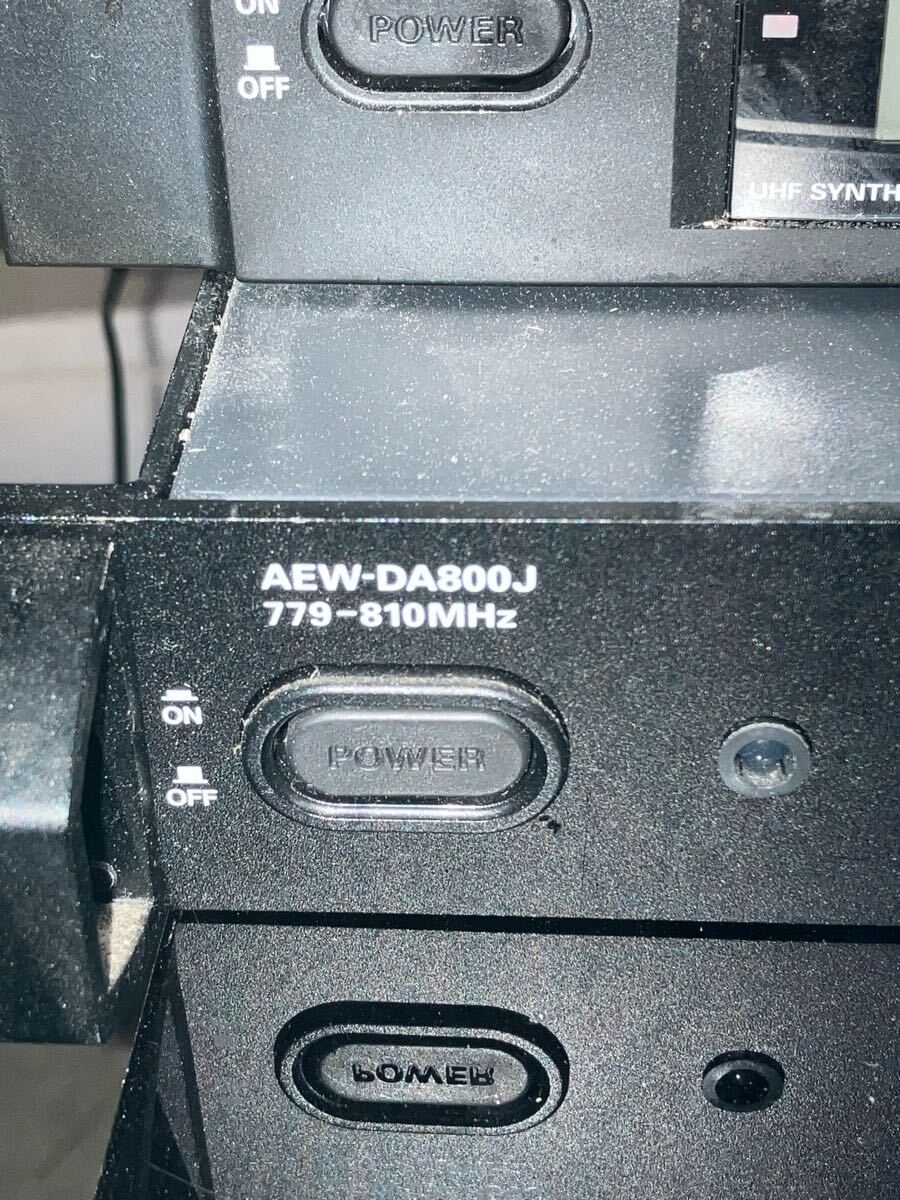 ON
POWER
OFF
UHF SYNTH
AEW-DA800J
779-810MHz
ON
POWER
OFF
POWER